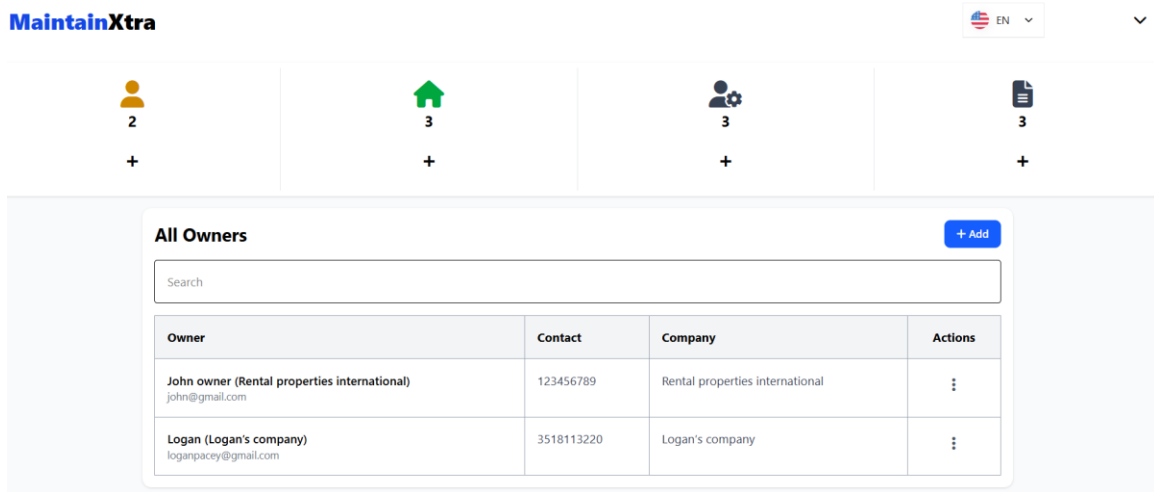 MaintainXtra
EN
2
3
3
3
+
+
+
+
All Owners
+ Add
Search
Owner Contact Company Actions
John owner (Rental properties international) 123456789 Rental properties international
john@gmail.com
Logan (Logan's company) 3518113220 Logan's company
loganpacey@gmail.com